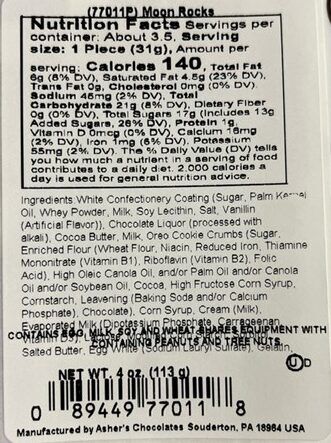 (77011P) Moon Rocks
Nutrition Facts Servings per
container: About 3.5, Serving
size: 1 Piece (31g), Amount per
serving: Calories 140, Total Fat
6g (8% DV), Saturated Fat 4.5g (23% DV),
Trans Fat 0g, Cholesterol 0mg (0% DV)
Sodium 45mg (2% DV), Total
Carbohydrate 21g (8% DV), Dietary Fiber
0g (0% DV), Total Sugars 17g (Includes 13g
Added Sugars, 26% DV), Protein 1g,
Vitamin D 0mcg (0% DV), Calcium 16mg
(2% DV), Iron 1mg (6% DV), Potassium
55mg (2% DV). The % Daily Value (DV) tells
you how much a nutrient in a serving of food
contributes to a daily diet. 2,000 calories a
day is used for general nutrition advice.
Ingredients: White Confectionery Coating (Sugar, Palm Kernel
Oil, Whey Powder, Milk, Soy Lecithin, Salt, Vanillin
(Artificial Flavor)), Chocolate Liquor (processed with
alkali), Cocoa Butter, Milk, Oreo Cookie Crumbs (Sugar,
Enriched Flour (Wheat Flour, Niacin, Reduced Iron, Thiamine
Mononitrate (Vitamin B1), Riboflavin (Vitamin B2), Folic
Acid), High Oleic Canola Oil, and/or Palm Oil and/or Canola
Oil and/or Soybean Oil, Cocoa, High Fructose Corn Syrup,
Cornstarch, Leavening (Baking Soda and/or Calcium
Phosphate), Chocolate), Corn Syrup, Cream (Milk),
Evaporated Milk (Dipotassium Phosphate, Carrageenan,
CONTAINS EGG, MILK, SOY AND WHEAT SHARES EQUIPMENT WITH
Vitamin D3),
CONTAINING PEANUTS AND TREE NUTS
Salted Butter, Egg White (Sodium Lauryl Sulfate), Gelatin,
U D
NET WT. 4 oz. (113 g)
0 89449 77011 8
Manufactured by Asher's Chocolates Souderton, PA 18964 USA